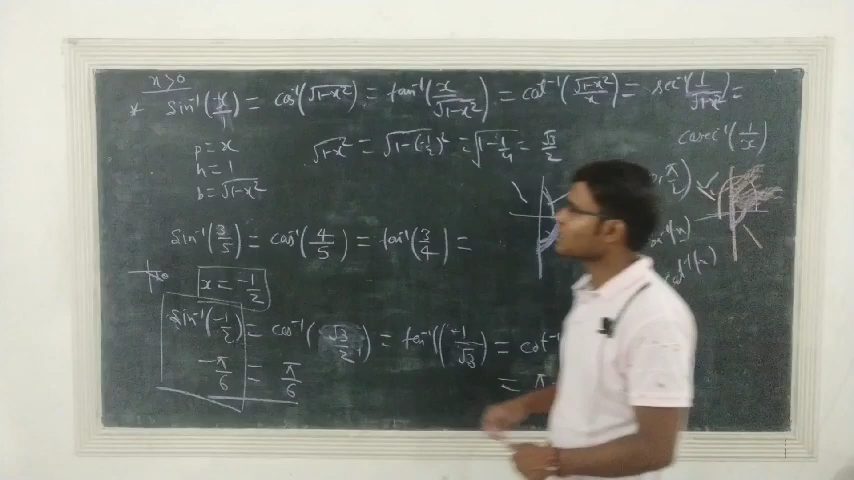 x>0
* sin⁻¹(x/1) = cos⁻¹(√1-x²) = tan⁻¹(x/√1-x²) = cot⁻¹(√1-x²/x) = sec⁻¹(1/√1-x²) =
cosec⁻¹(1/x)
p = x
h = 1
b = √1-x²
√1-x² = √1-(-1/2)² = √1-1/4 = √3/2
sin⁻¹(3/5) = cos⁻¹(4/5) = tan⁻¹(3/4) =
x = -1/2
sin⁻¹(-1/2) = cos⁻¹(√3/2) = tan⁻¹(-1/√3) = cot⁻¹
-π/6 = π/6
= π